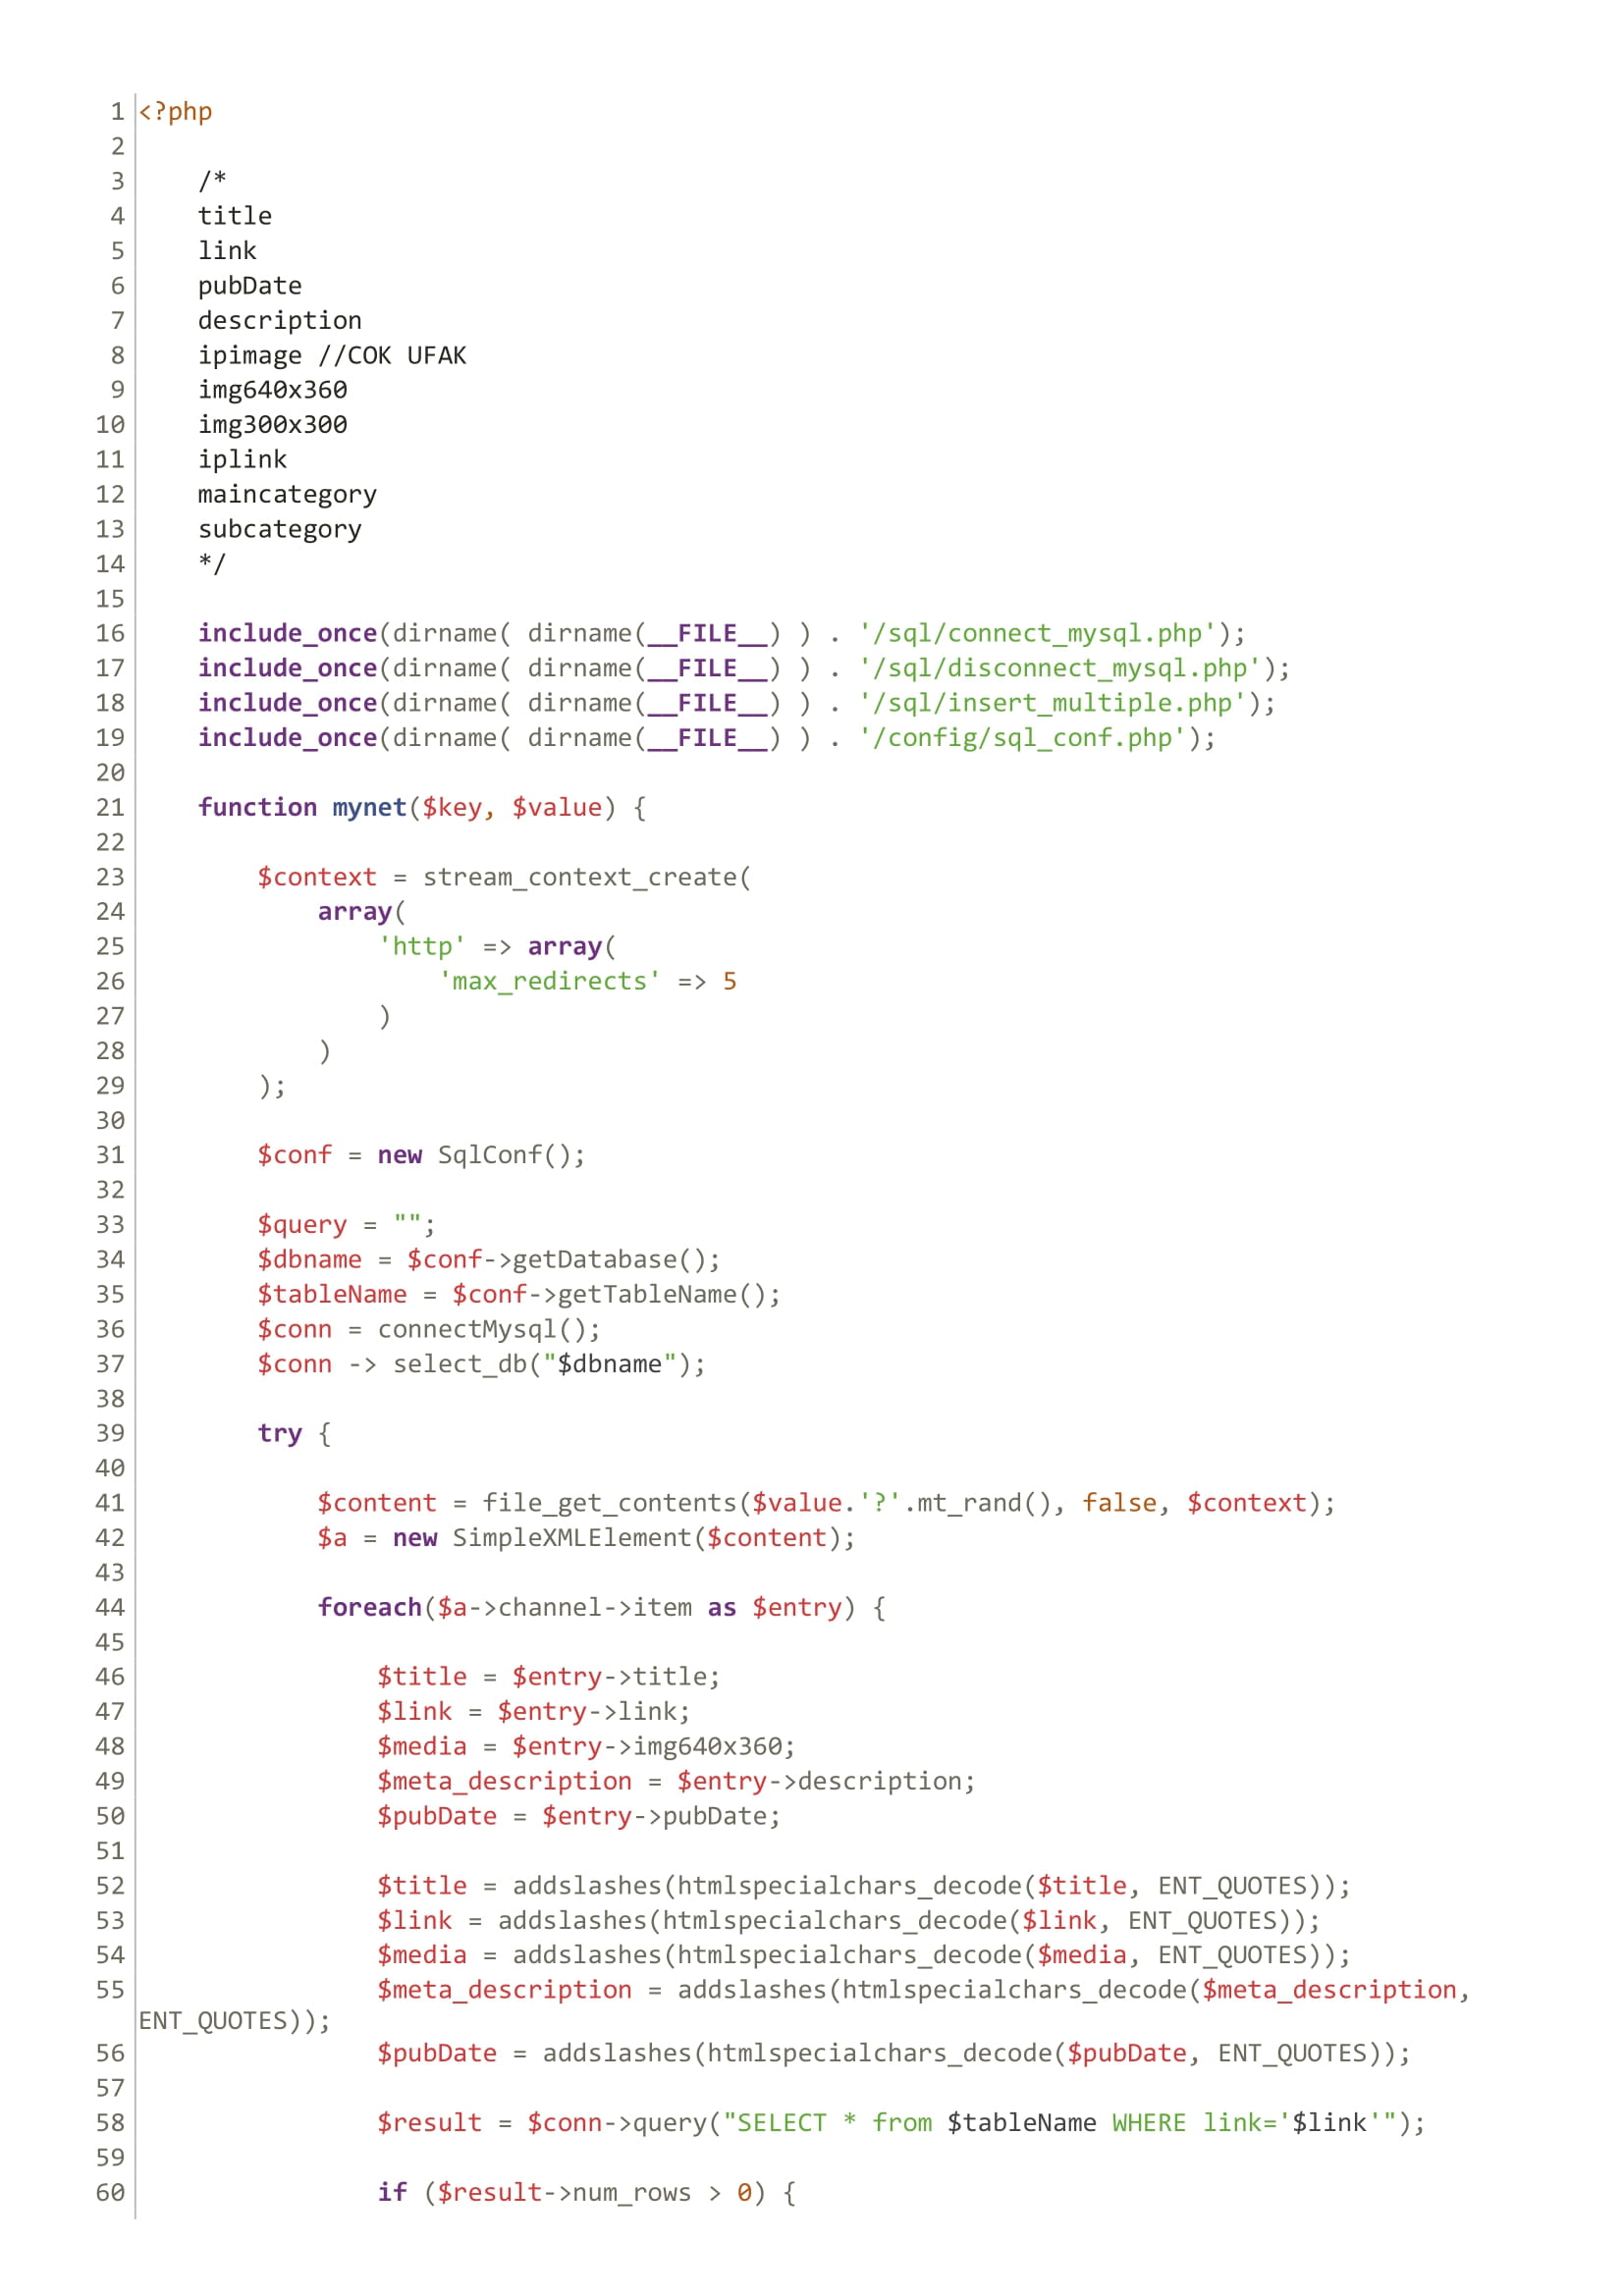 1 <?php
2
3     /*
4     title
5     link
6     pubDate
7     description
8     ipimage //COK UFAK
9     img640x360
10     img300x300
11     iplink
12     maincategory
13     subcategory
14     */
15
16     include_once(dirname( dirname(__FILE__) ) . '/sql/connect_mysql.php');
17     include_once(dirname( dirname(__FILE__) ) . '/sql/disconnect_mysql.php');
18     include_once(dirname( dirname(__FILE__) ) . '/sql/insert_multiple.php');
19     include_once(dirname( dirname(__FILE__) ) . '/config/sql_conf.php');
20
21     function mynet($key, $value) {
22
23         $context = stream_context_create(
24             array(
25                 'http' => array(
26                     'max_redirects' => 5
27                 )
28             )
29         );
30
31         $conf = new SqlConf();
32
33         $query = "";
34         $dbname = $conf->getDatabase();
35         $tableName = $conf->getTableName();
36         $conn = connectMysql();
37         $conn -> select_db("$dbname");
38
39         try {
40
41             $content = file_get_contents($value.'?'.mt_rand(), false, $context);
42             $a = new SimpleXMLElement($content);
43
44             foreach($a->channel->item as $entry) {
45
46                 $title = $entry->title;
47                 $link = $entry->link;
48                 $media = $entry->img640x360;
49                 $meta_description = $entry->description;
50                 $pubDate = $entry->pubDate;
51
52                 $title = addslashes(htmlspecialchars_decode($title, ENT_QUOTES));
53                 $link = addslashes(htmlspecialchars_decode($link, ENT_QUOTES));
54                 $media = addslashes(htmlspecialchars_decode($media, ENT_QUOTES));
55                 $meta_description = addslashes(htmlspecialchars_decode($meta_description,
ENT_QUOTES));
56                 $pubDate = addslashes(htmlspecialchars_decode($pubDate, ENT_QUOTES));
57
58                 $result = $conn->query("SELECT * from $tableName WHERE link='$link'");
59
60                 if ($result->num_rows > 0) {